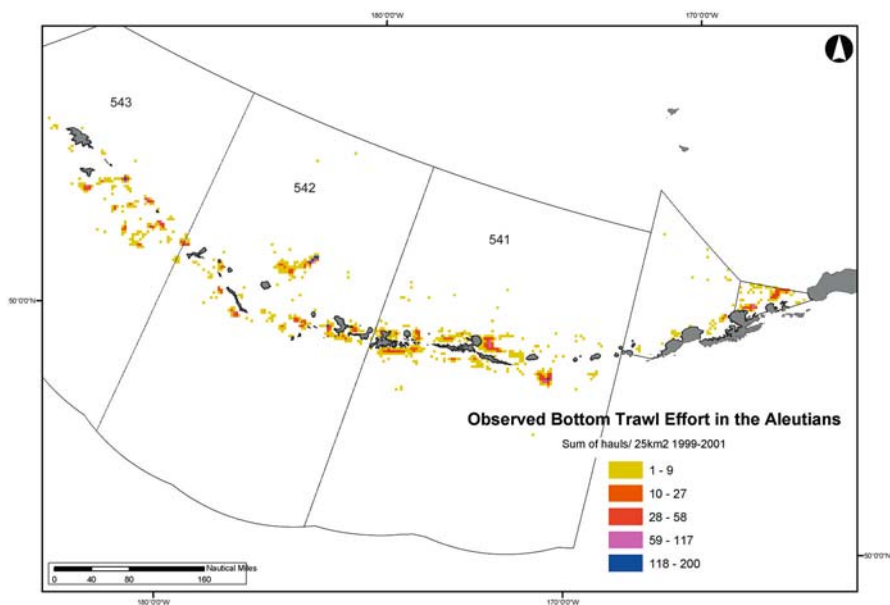 180°0'0"W
170°0'0"W
543
542
541
50°0'0"N
Observed Bottom Trawl Effort in the Aleutians
Sum of hauls/ 25km2 1999-2001
1 - 9
10 - 27
28 - 58
59 - 117
118 - 200
50°0'0"N
Nautical Miles
0 40 80 160
180°0'0"W
170°0'0"W